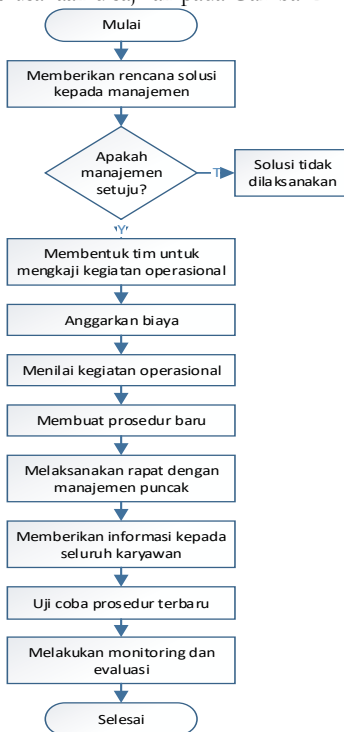 Mulai
Memberikan rencana solusi
kepada manajemen
Apakah
manajemen
setuju?
T
Solusi tidak
dilaksanakan
Y
Membentuk tim untuk
mengkaji kegiatan operasional
Anggarkan biaya
Menilai kegiatan operasional
Membuat prosedur baru
Melaksanakan rapat dengan
manajemen puncak
Memberikan informasi kepada
seluruh karyawan
Uji coba prosedur terbaru
Melakukan monitoring dan
evaluasi
Selesai